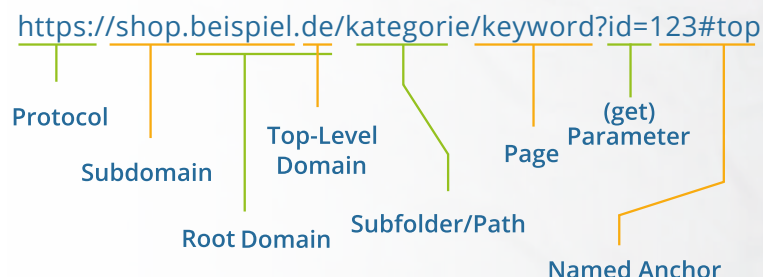 https://shop.beispiel.de/kategorie/keyword?id=123#top
Protocol
Subdomain
Root Domain
Top-Level
Domain
Subfolder/Path
Page
(get)
Parameter
Named Anchor